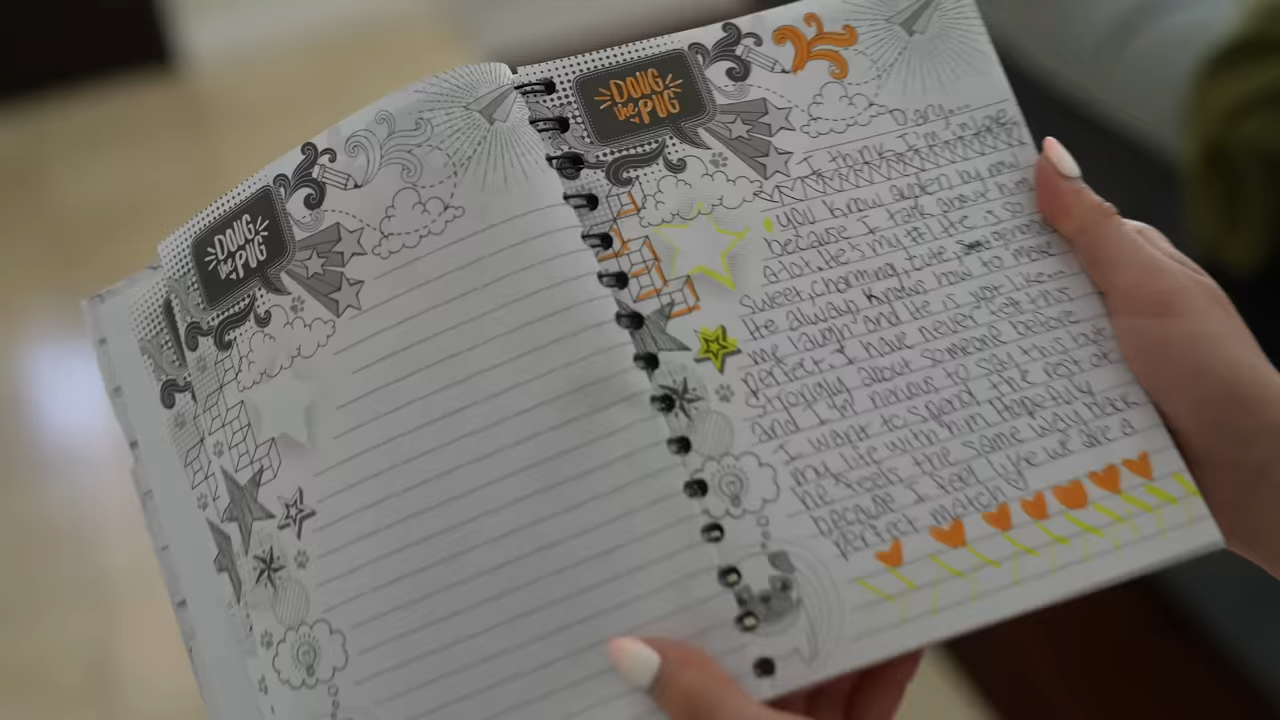 DOUG
the PUG
DOUG
the PUG
Diary...
I think I'm in love
you know Austen by now
because I talk about him
a lot. He's my #1. He is so
sweet, charming, cute,
He always knows how to make
me laugh and He is just like...
perfect. I have never felt this
strongly about someone before
and I'm nervous to say this but
I want to spend the rest of
my life with him. Hopefully
he feels the same way back
because I feel like we are a
perfect match